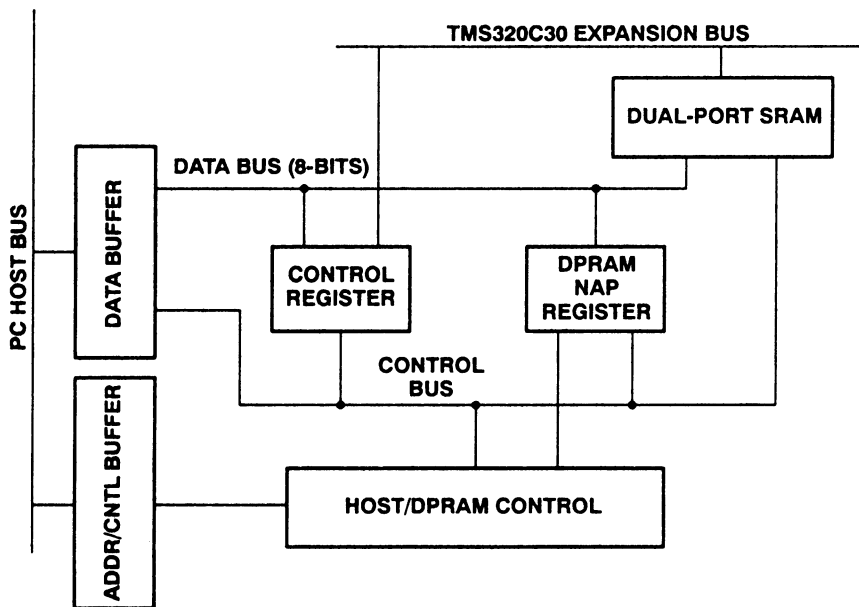 TMS320C30 EXPANSION BUS
DUAL-PORT SRAM
DATA BUS (8-BITS)
PC HOST BUS
DATA BUFFER
CONTROL
REGISTER
DPRAM
NAP
REGISTER
CONTROL
BUS
ADDR/CNTL BUFFER
HOST/DPRAM CONTROL